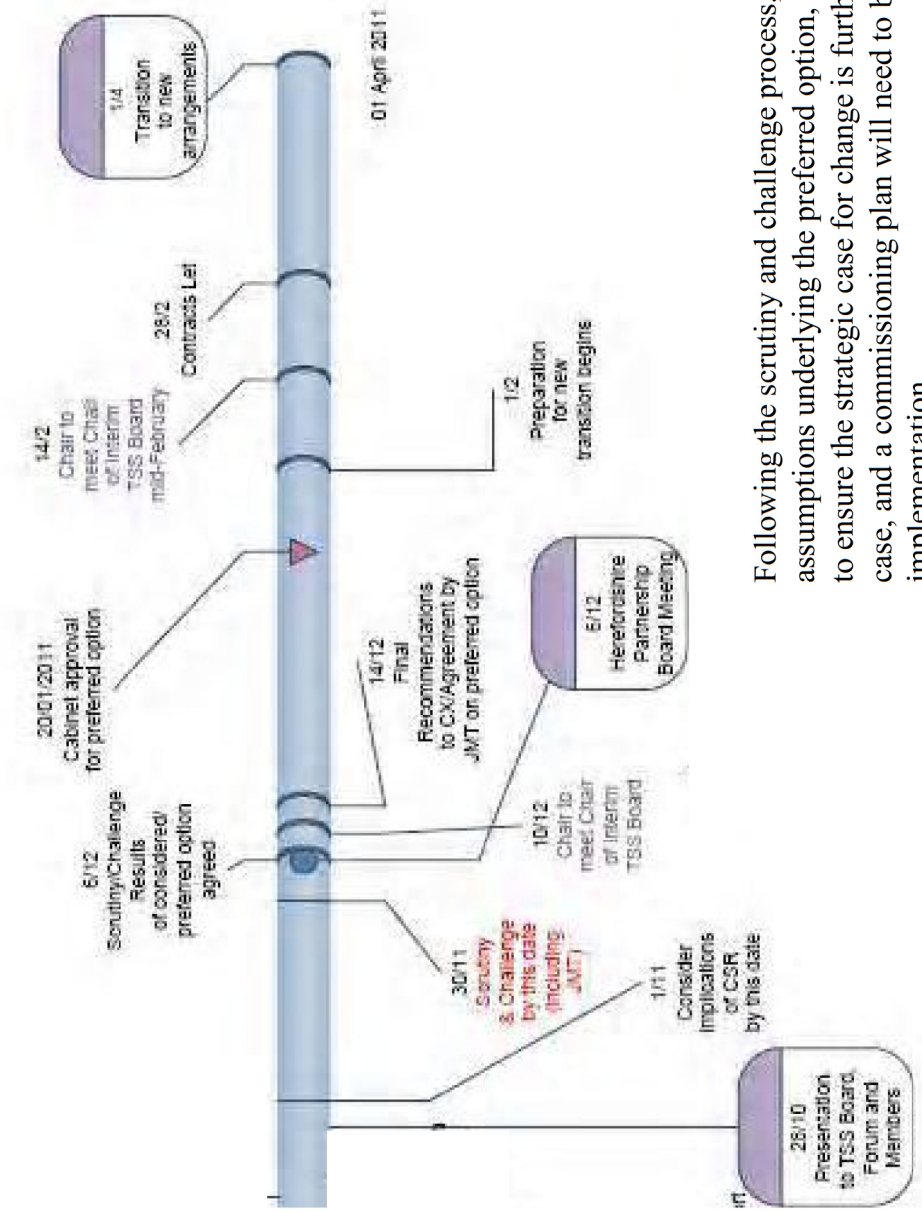 28/10
Presentation
to TSS Board,
Forum and
Members
1/11
Consider
implications
of CSR
by this date
30/11
Scrutiny
& Challenge
by this date
(including
JMT)
6/12
Scrutiny/Challenge
Results
of considered/
preferred option
agreed
6/12
Herefordshire
Partnership
Board Meeting
10/12
Chair to
meet Chair
of Interim
TSS Board
14/12
Final
Recommendations
to CX/Agreement by
JMT on preferred option
20/01/2011
Cabinet approval
for preferred option
1/2
Preparation
for new
transition begins
14/2
Chair to
meet Chair
of Interim
TSS Board
mid-February
28/2
Contracts Let
1/4
Transition
to new
arrangements
01 April 2011
Following the scrutiny and challenge process,
assumptions underlying the preferred option,
to ensure the strategic case for change is
case, and a commissioning plan will need to
implementation